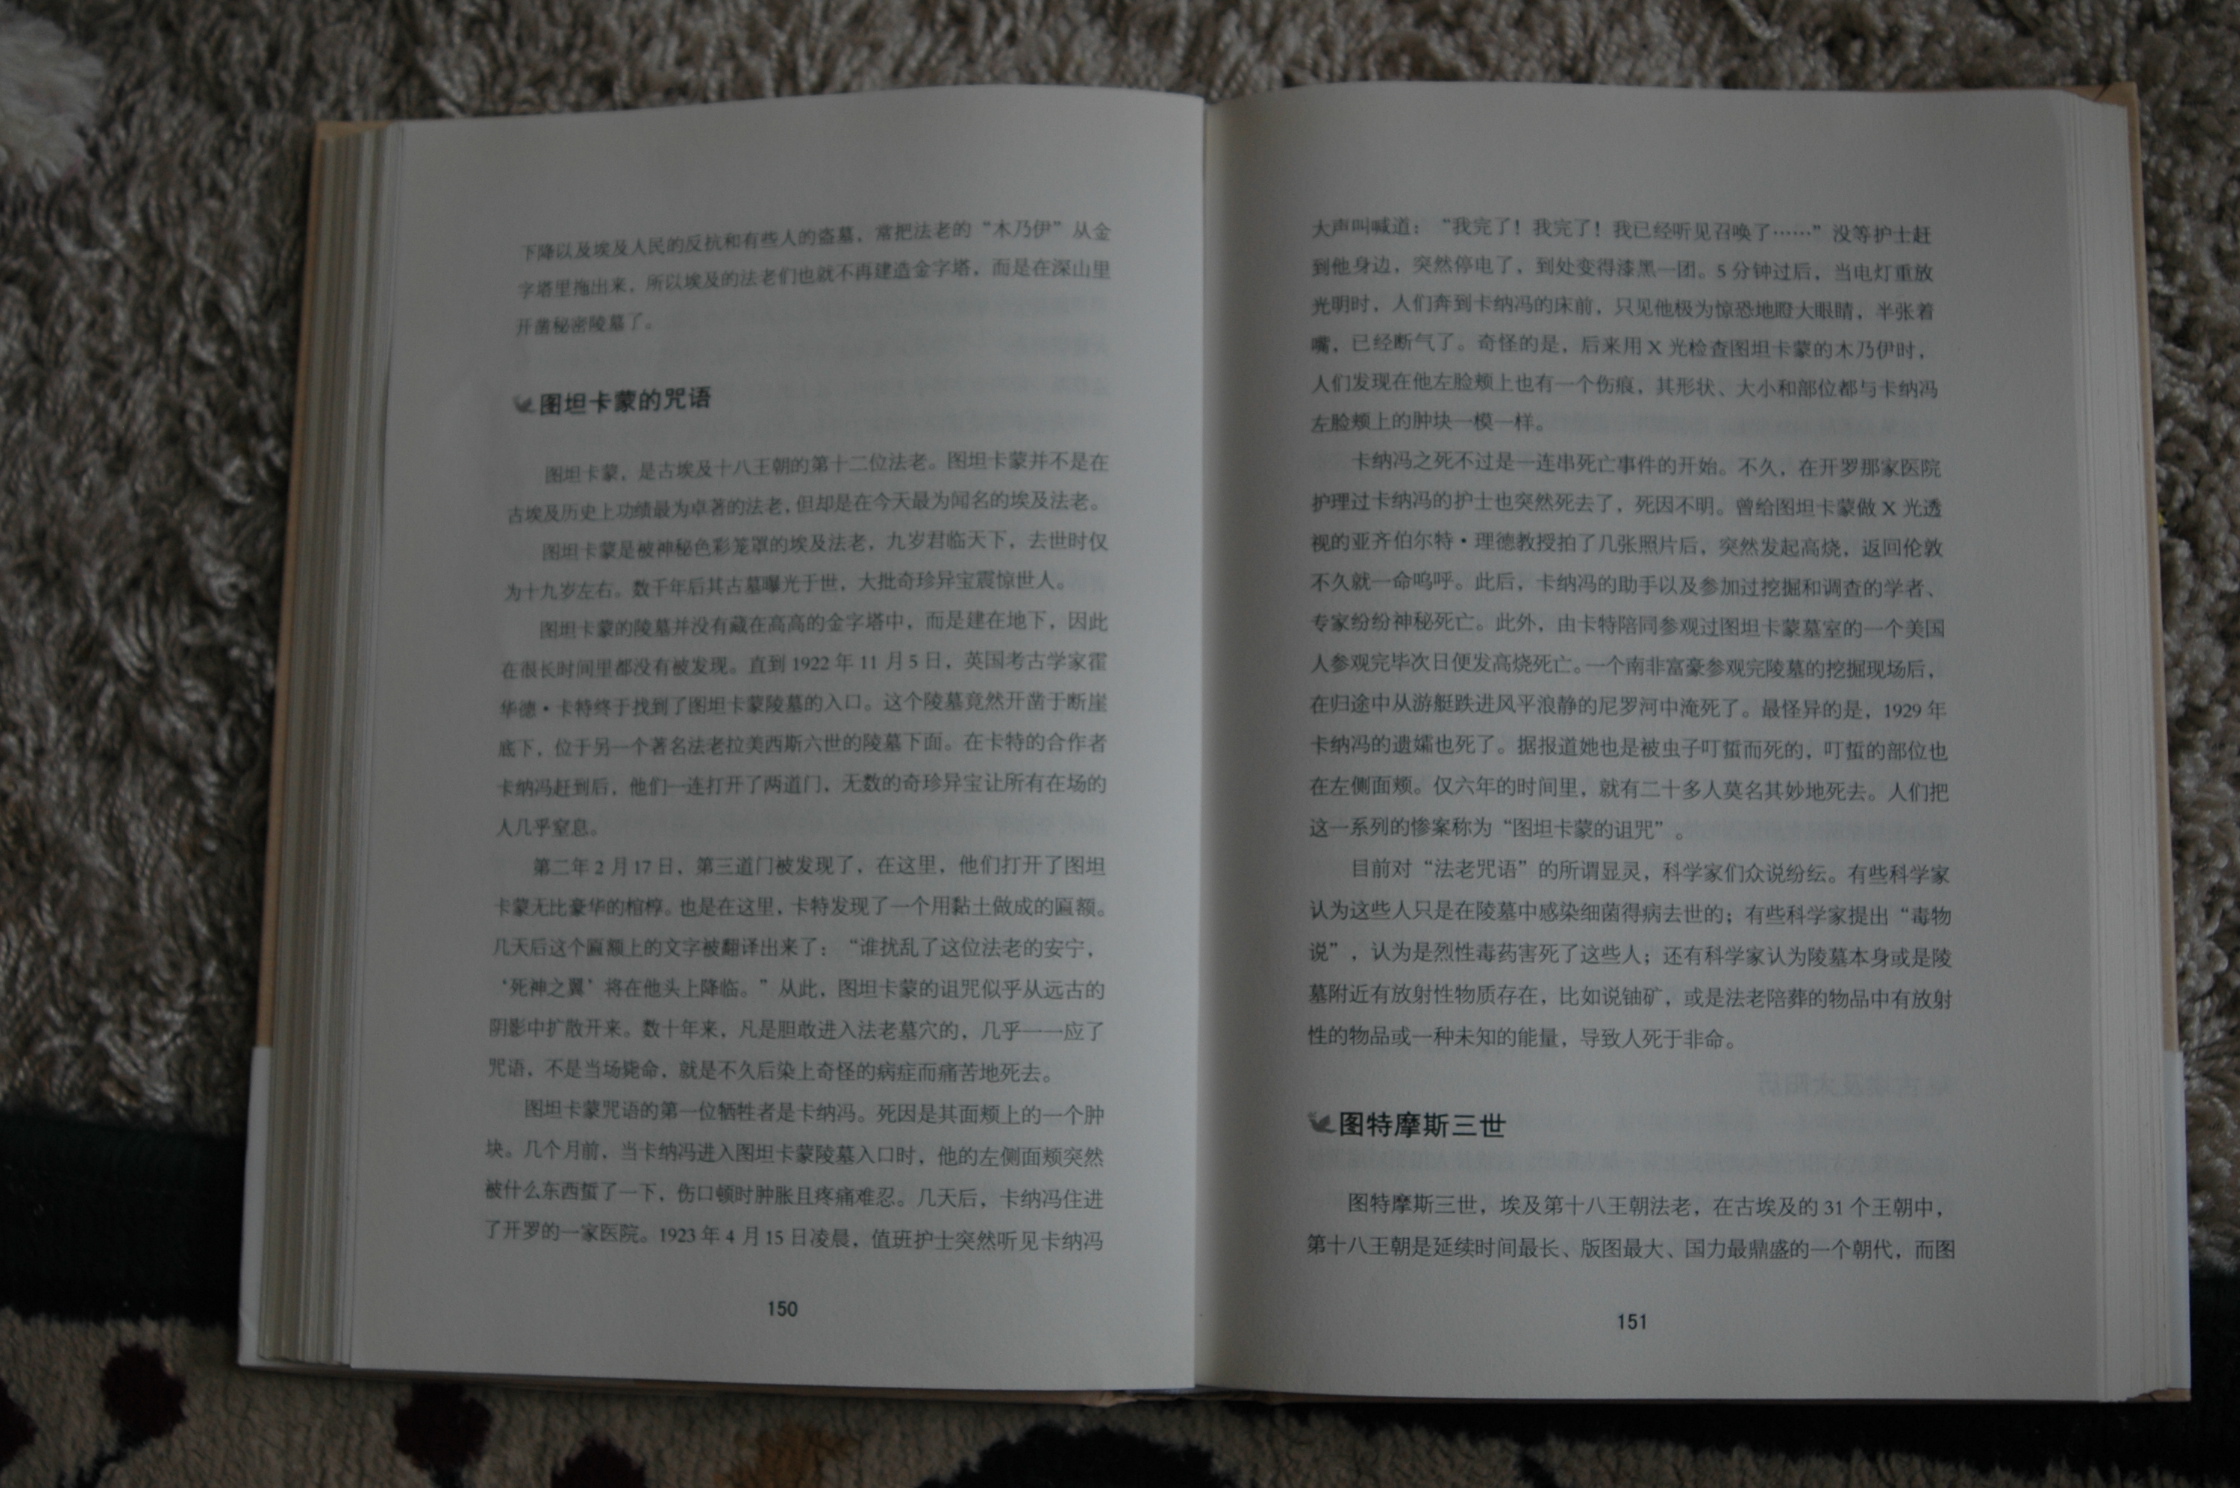 下降以及埃及人民的反抗和有些人的盗墓，常把法老的“木乃伊”从金
字塔里拖出来，所以埃及的法老们也就不再建造金字塔，而是在深山里
开凿秘密陵墓了。
图坦卡蒙的咒语
图坦卡蒙，是古埃及十八王朝的第十二位法老。图坦卡蒙并不是在
古埃及历史上功绩最为卓著的法老，但却是在今天最为闻名的埃及法老。
图坦卡蒙是被神秘色彩笼罩的埃及法老，九岁君临天下，去世时仅
为十九岁左右。数千年后其古墓曝光于世，大批奇珍异宝震惊世人。
图坦卡蒙的陵墓并没有藏在高高的金字塔中，而是建在地下，因此
在很长时间里都没有被发现。直到 1922 年 11 月 5 日，英国考古学家霍
华德·卡特终于找到了图坦卡蒙陵墓的入口。这个陵墓竟然开凿于断崖
底下，位于另一个著名法老拉美西斯六世的陵墓下面。在卡特的合作者
卡纳冯赶到后，他们一连打开了两道门，无数的奇珍异宝让所有在场的
人几乎窒息。
第二年 2 月 17 日，第三道门被发现了，在这里，他们打开了图坦
卡蒙无比豪华的棺椁。也是在这里，卡特发现了一个用黏土做成的匾额。
几天后这个匾额上的文字被翻译出来了：“谁扰乱了这位法老的安宁，
‘死神之翼’将在他头上降临。”从此，图坦卡蒙的诅咒似乎从远古的
阴影中扩散开来。数十年来，凡是胆敢进入法老墓穴的，几乎一一应了
咒语，不是当场毙命，就是不久后染上奇怪的病症而痛苦地死去。
图坦卡蒙咒语的第一位牺牲者是卡纳冯。死因是其面颊上的一个肿
块。几个月前，当卡纳冯进入图坦卡蒙陵墓入口时，他的左侧面颊突然
被什么东西蜇了一下，伤口顿时肿胀且疼痛难忍。几天后，卡纳冯住进
了开罗的一家医院。1923 年 4 月 15 日凌晨，值班护士突然听见卡纳冯
150
大声叫喊道：“我完了！我完了！我已经听见召唤了……”没等护士赶
到他身边，突然停电了，到处变得漆黑一团。5 分钟过后，当电灯重放
光明时，人们奔到卡纳冯的床前，只见他极为惊恐地瞪大眼睛，半张着
嘴，已经断气了。奇怪的是，后来用 X 光检查图坦卡蒙的木乃伊时，
人们发现在他左脸颊上也有一个伤痕，其形状、大小和部位都与卡纳冯
左脸颊上的肿块一模一样。
卡纳冯之死不过是一连串死亡事件的开始。不久，在开罗那家医院
护理过卡纳冯的护士也突然死去了，死因不明。曾给图坦卡蒙做 X 光透
视的亚齐伯尔特·理德教授拍了几张照片后，突然发起高烧，返回伦敦
不久就一命呜呼。此后，卡纳冯的助手以及参加过挖掘和调查的学者、
专家纷纷神秘死亡。此外，由卡特陪同参观过图坦卡蒙墓室的一个美国
人参观完毕次日便发高烧死亡。一个南非富豪参观完陵墓的挖掘现场后，
在归途中从游艇跌进风平浪静的尼罗河中淹死了。最怪异的是，1929 年
卡纳冯的遗孀也死了。据报道她也是被虫子叮蜇而死的，叮蜇的部位也
在左侧面颊。仅六年的时间里，就有二十多人莫名其妙地死去。人们把
这一系列的惨案称为“图坦卡蒙的诅咒”。
目前对“法老咒语”的所谓显灵，科学家们众说纷纭。有些科学家
认为这些人只是在陵墓中感染细菌得病去世的；有些科学家提出“毒物
说”，认为是烈性毒药害死了这些人；还有科学家认为陵墓本身或是陵
墓附近有放射性物质存在，比如说铀矿，或是法老陪葬的物品中有放射
性的物品或一种未知的能量，导致人死于非命。
图特摩斯三世
图特摩斯三世，埃及第十八王朝法老，在古埃及的 31 个王朝中，
第十八王朝是延续时间最长、版图最大、国力最鼎盛的一个朝代，而图
151